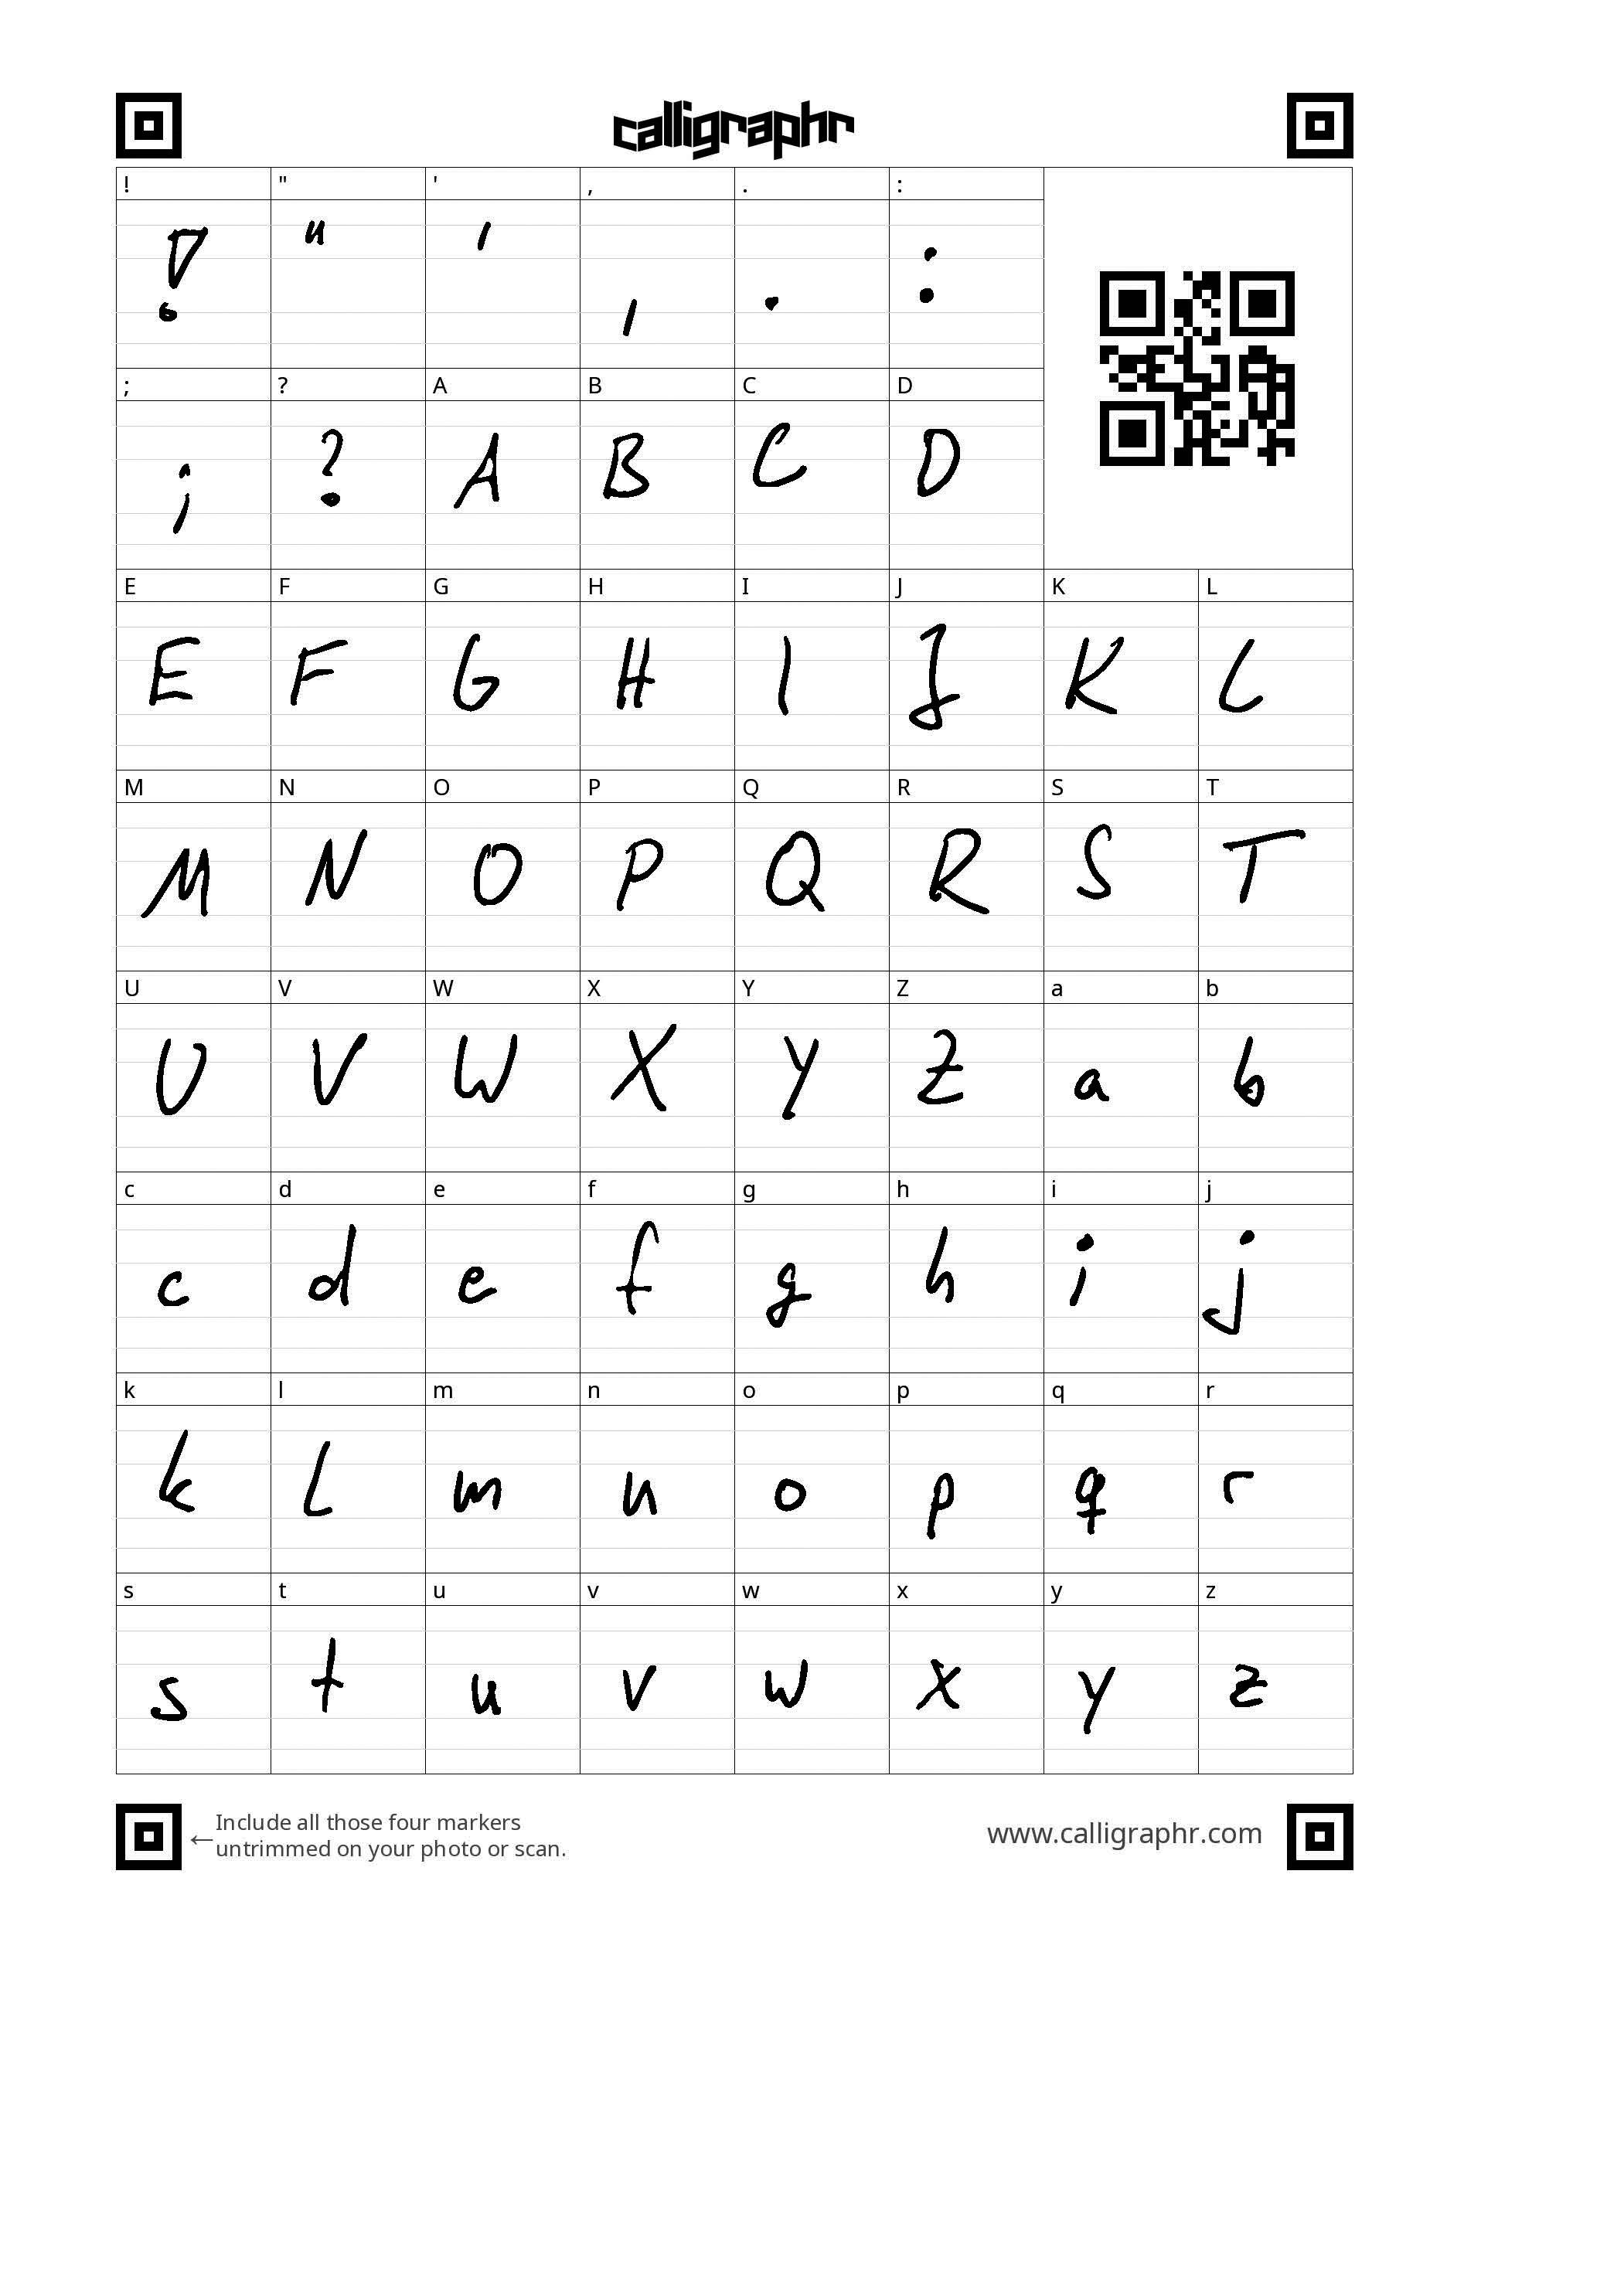 calligraphr
! " ' , . :
! " ' , . :
; ? A B C D
; ? A B C D
E F G H I J K L
E F G H I J K L
M N O P Q R S T
M N O P Q R S T
U V W X Y Z a b
U V W X Y Z a b
c d e f g h i j
c d e f g h i j
k l m n o p q r
k l m n o p q r
s t u v w x y z
s t u v w x y z
←Include all those four markers
untrimmed on your photo or scan.
www.calligraphr.com